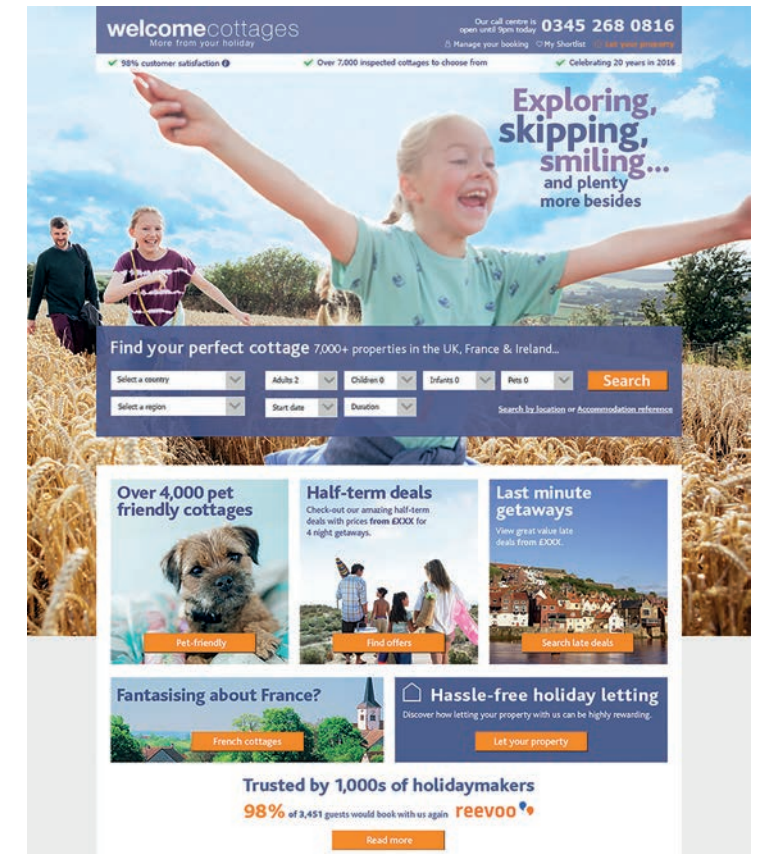 welcomecottages
More from your holiday
Our call centre is
open until 9pm today
0345 268 0816
Manage your booking
My Shortlist
Let your property
98% customer satisfaction
Over 7,000 inspected cottages to choose from
Celebrating 20 years in 2016
Exploring,
skipping,
smiling...
and plenty
more besides
Find your perfect cottage 7,000+ properties in the UK, France & Ireland...
Select a country
Adults 2
Children 0
Infants 0
Pets 0
Search
Select a region
Start date
Duration
Search by location or Accommodation reference
Over 4,000 pet
friendly cottages
Pet-friendly
Half-term deals
Check-out our amazing half-term
deals with prices from £XXX for
4 night getaways.
Find offers
Last minute
getaways
View great value late
deals from £XXX.
Search late deals
Fantasising about France?
French cottages
Hassle-free holiday letting
Discover how letting your property with us can be highly rewarding.
Let your property
Trusted by 1,000s of holidaymakers
98% of 3,451 guests would book with us again reevoo
Read more